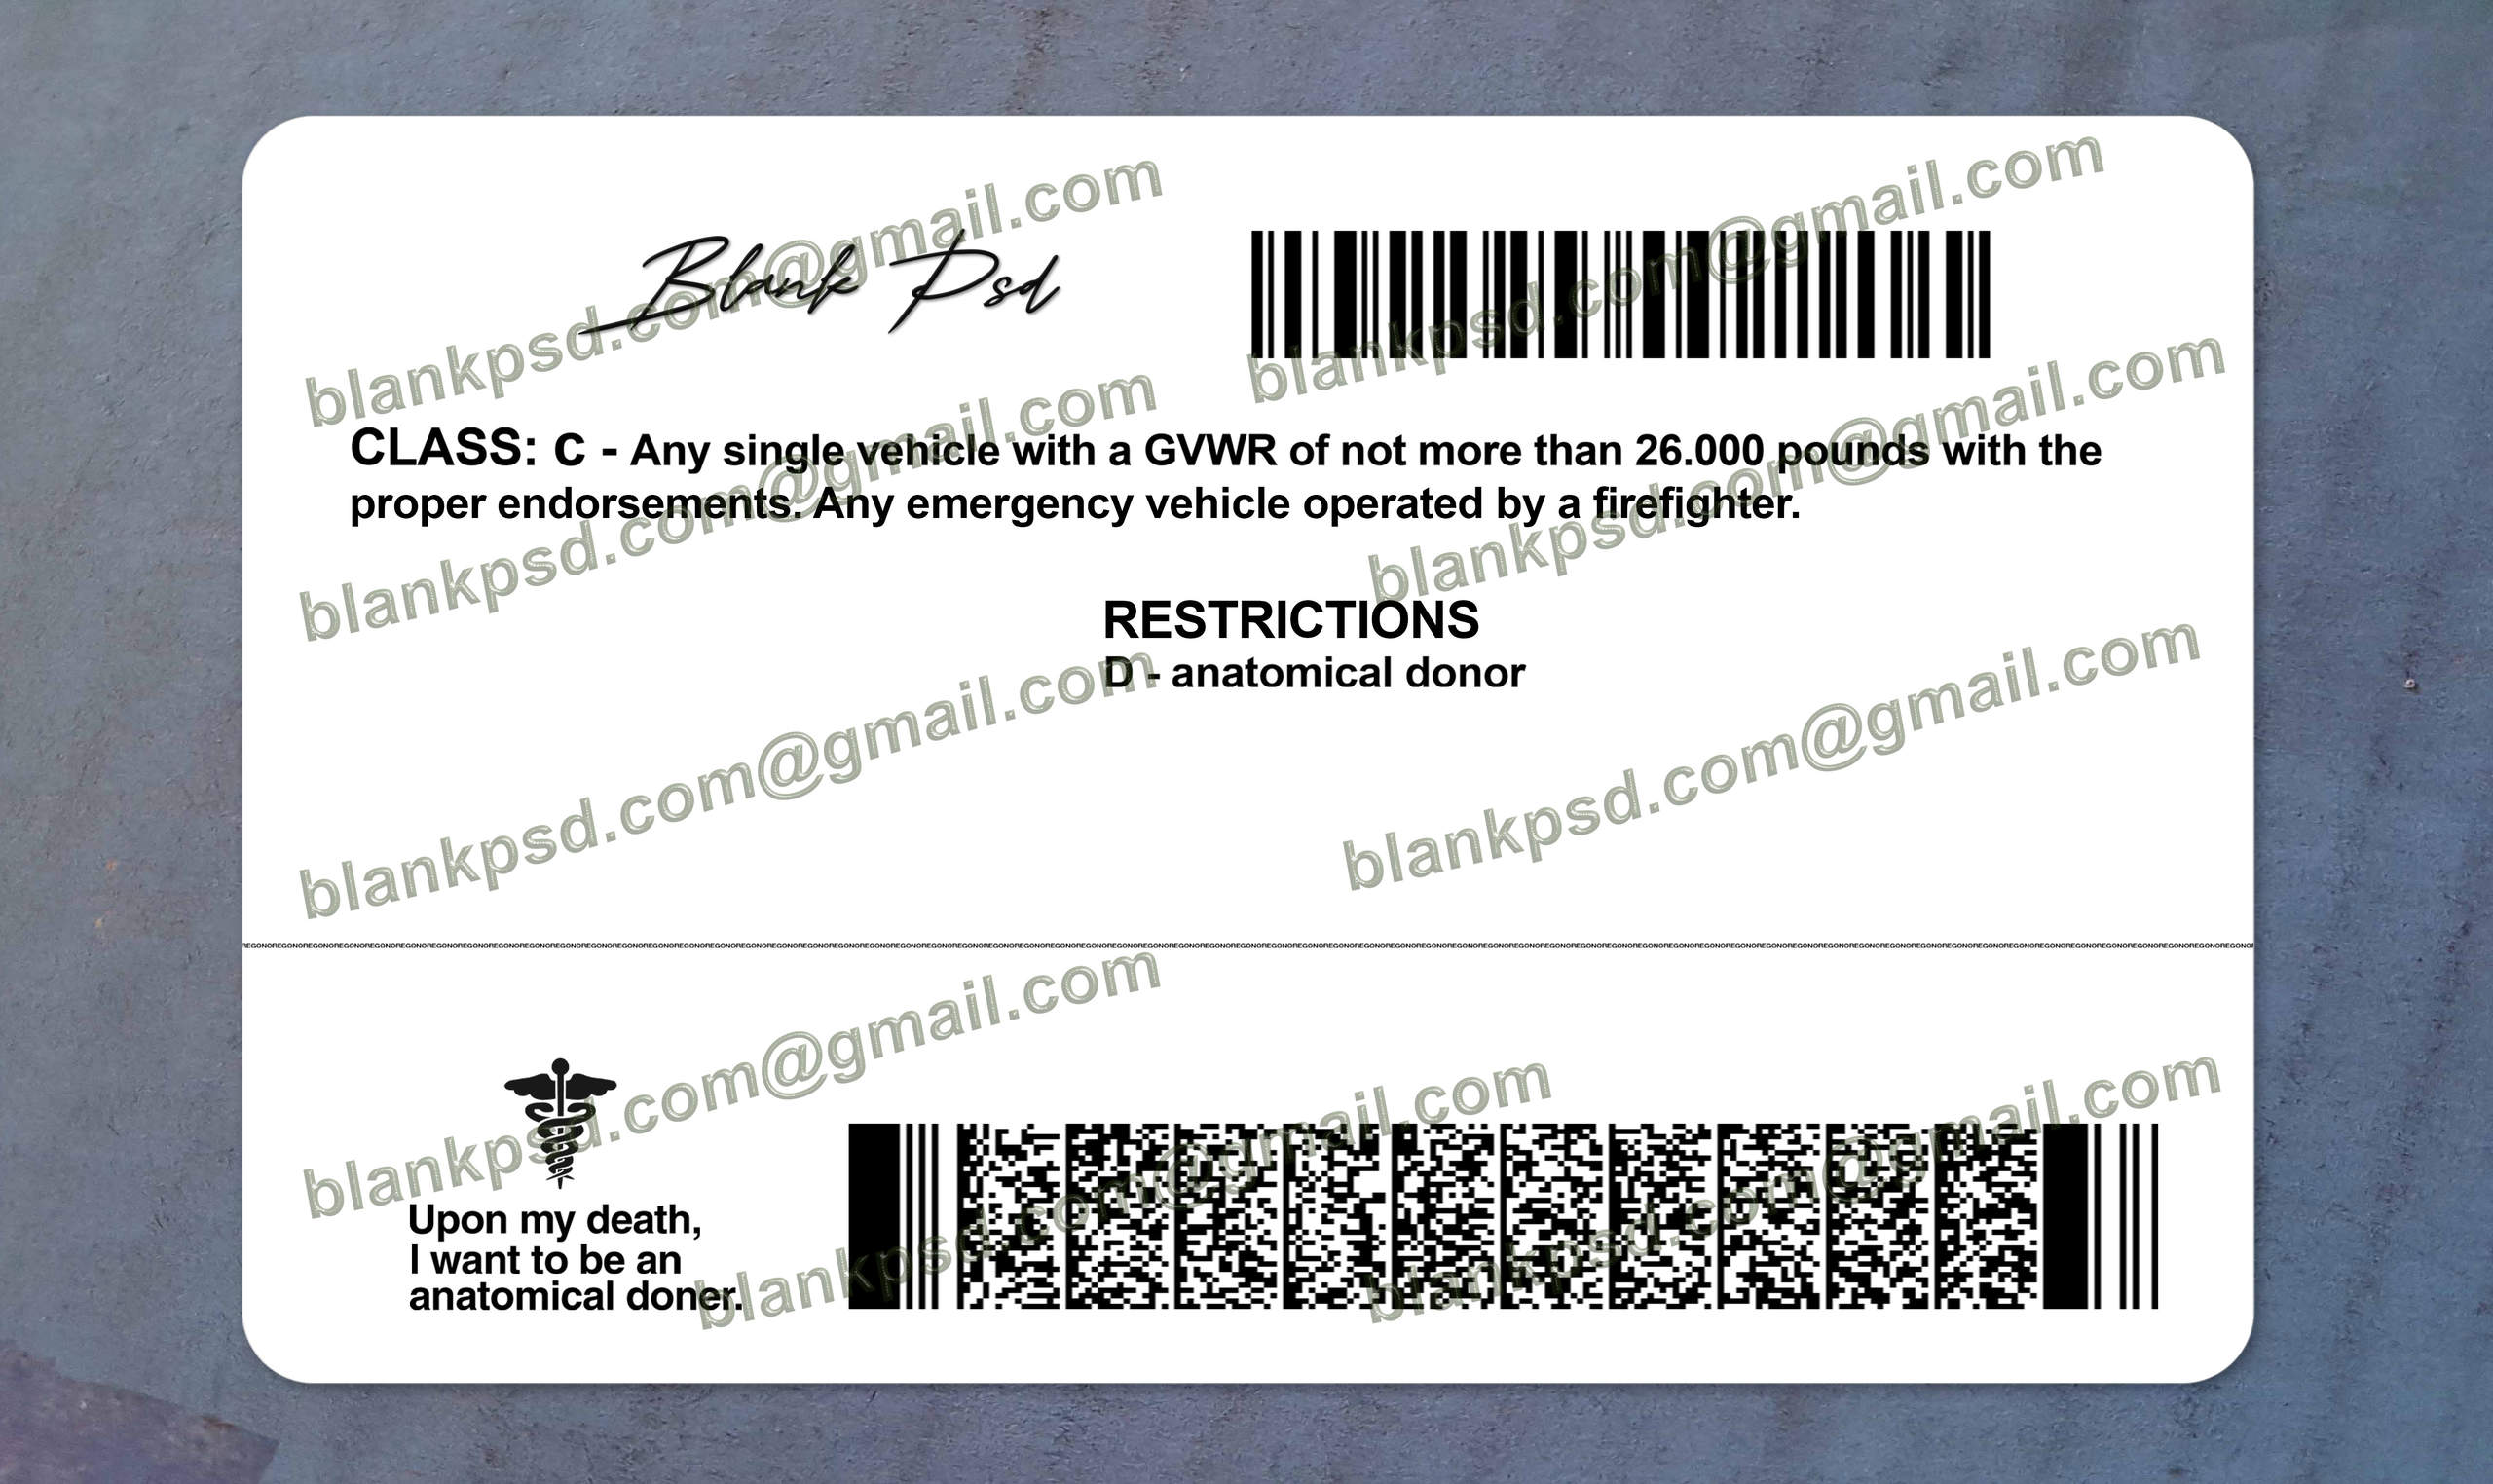 blankpsd.com@gmail.com
blankpsd.com@gmail.com
Blank Psd
CLASS: C - Any single vehicle with a GVWR of not more than 26.000 pounds with the
proper endorsements. Any emergency vehicle operated by a firefighter.
blankpsd.com@gmail.com
blankpsd.com@gmail.com
RESTRICTIONS
D - anatomical donor
blankpsd.com@gmail.com
blankpsd.com@gmail.com
REGONOREGONOREGONOREGONOREGONOREGONOREGONOREGONOREGONOREGONOREGONOREGONOREGONOREGONOREGONOREGONOREGONOREGONOREGONOREGONOREGONOREGONOREGONOREGONOREGONOREGONOREGONOREGONOREGONOREGONOREGONOREGONOREGONOREGONOREGONOREGONOREGONOREGONOREGONOREGONOREGONOREGONOREGONOREGONOREGONOREGONOREGONOREGONOREGONOREGONOREGONOREGONOREGONOREGONOREGONOREGONOREGONOREGONOREGONOREGONOREGONOREGONOREGONOREGONOREGON
blankpsd.com@gmail.com
blankpsd.com@gmail.com
blankpsd.com@gmail.com
Upon my death,
I want to be an
anatomical doner.